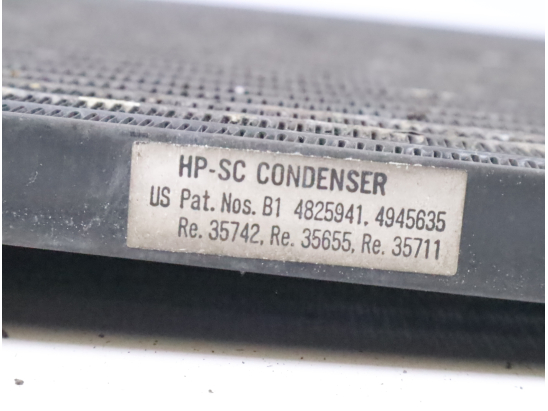 HP-SC CONDENSER
US Pat. Nos. B1 4825941, 4945635
Re. 35742, Re. 35655, Re. 35711